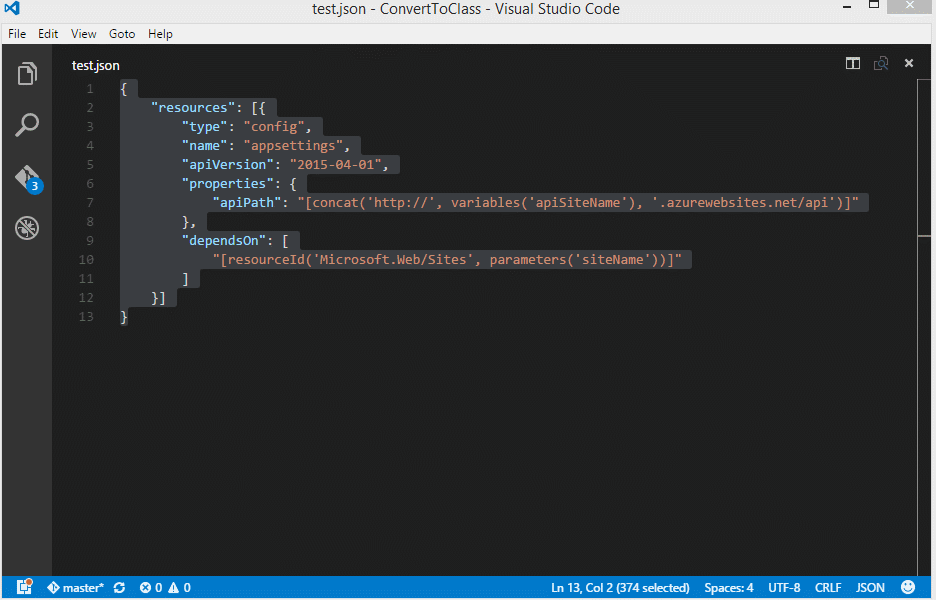 test.json - ConvertToClass - Visual Studio Code
File Edit View Goto Help
test.json
1 {
2     "resources": [{
3         "type": "config",
4         "name": "appsettings",
5         "apiVersion": "2015-04-01",
6         "properties": {
7             "apiPath": "[concat('http://', variables('apiSiteName'), '.azurewebsites.net/api')]"
8         },
9         "dependsOn": [
10             "[resourceId('Microsoft.Web/Sites', parameters('siteName'))]"
11         ]
12     }]
13 }
3
master* 0 0 Ln 13, Col 2 (374 selected) Spaces: 4 UTF-8 CRLF JSON